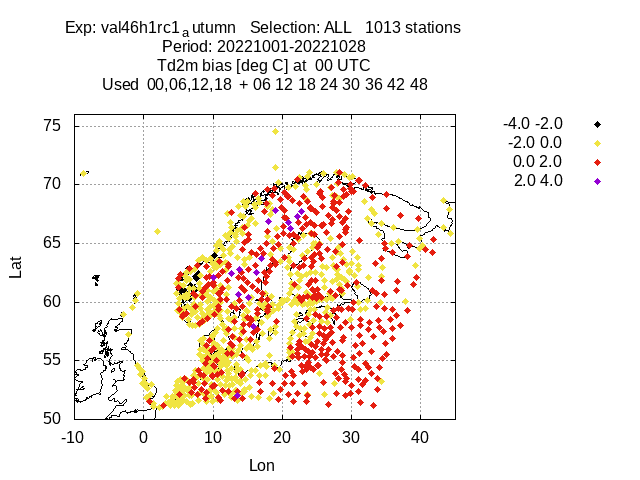 Exp: val46h1rc1autumn Selection: ALL 1013 stations
Period: 20221001-20221028
Td2m bias [deg C] at 00 UTC
Used 00,06,12,18 + 06 12 18 24 30 36 42 48
-4.0 -2.0
-2.0 0.0
0.0 2.0
2.0 4.0
75
70
65
60
55
50
Lat
-10 0 10 20 30 40
Lon